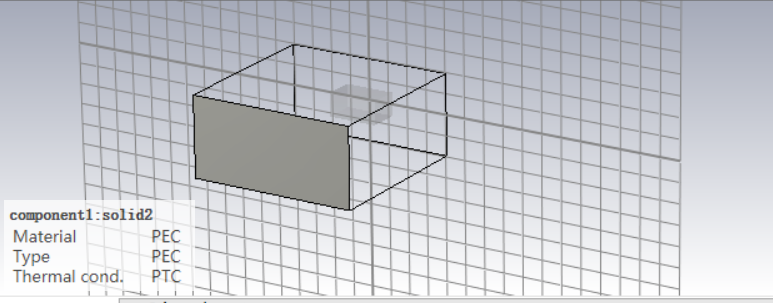 component1:solid2
Material PEC
Type PEC
Thermal cond. PTC